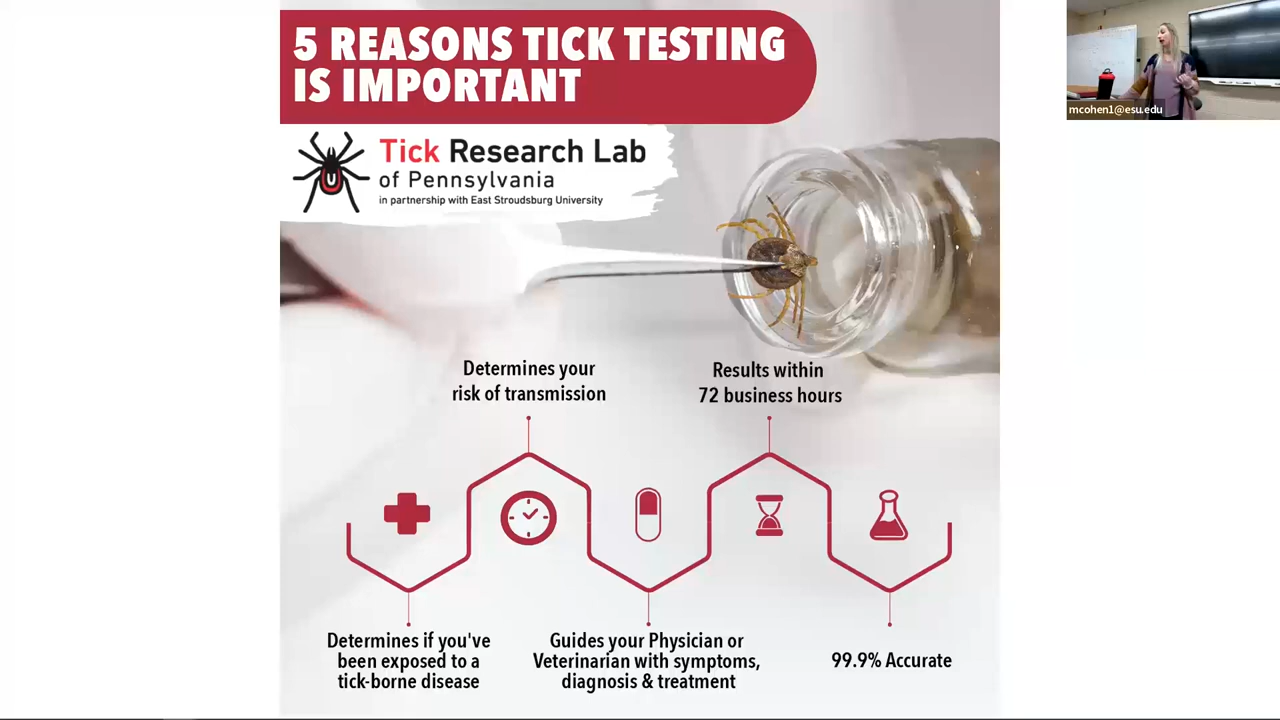 5 REASONS TICK TESTING
IS IMPORTANT
mcohen1@esu.edu
Tick Research Lab
of Pennsylvania
in partnership with East Stroudsburg University
U
Determines your
risk of transmission
Results within
72 business hours
Determines if you've
been exposed to a
tick-borne disease
Guides your Physician or
Veterinarian with symptoms,
diagnosis & treatment
99.9% Accurate